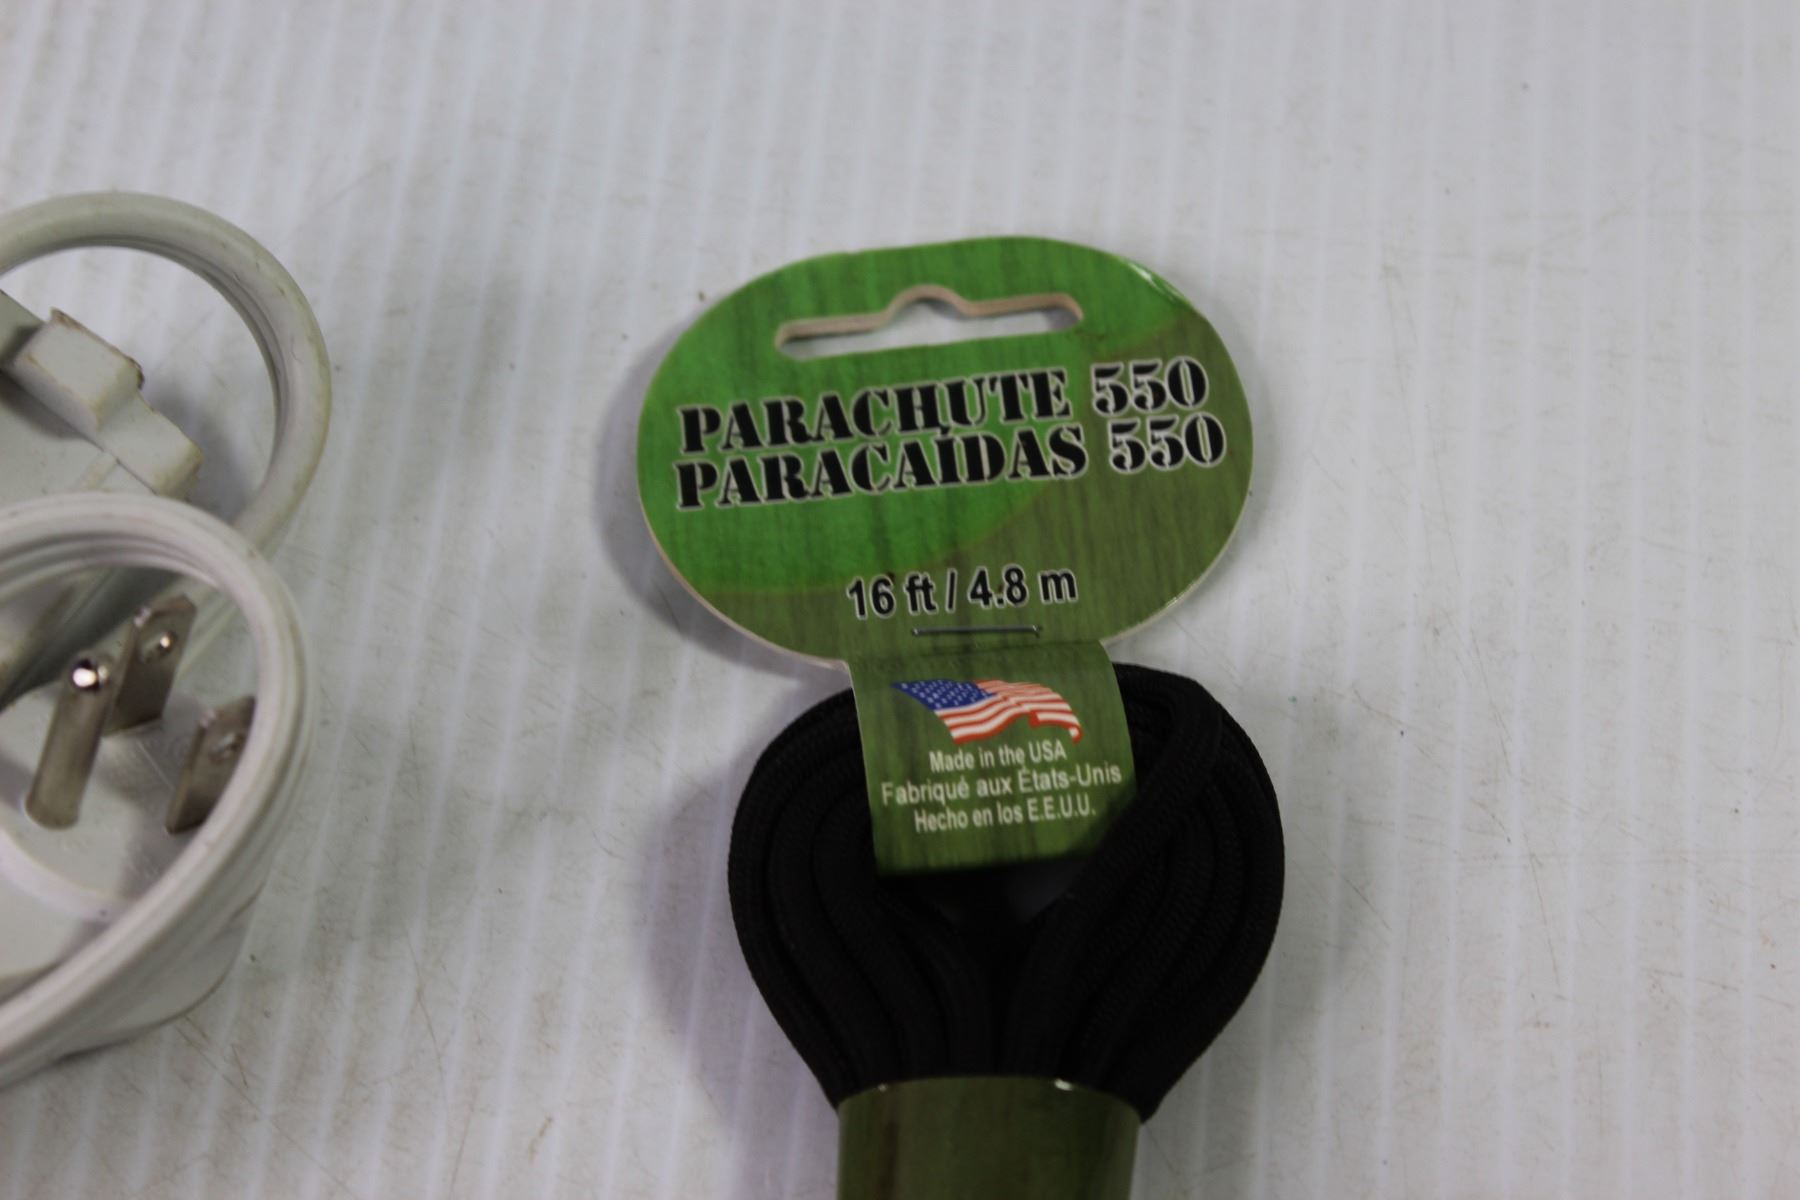 PARACHUTE 550
PARACAÍDAS 550
16 ft / 4.8 m
Made in the USA
Fabriqué aux États-Unis
Hecho en los E.E.U.U.